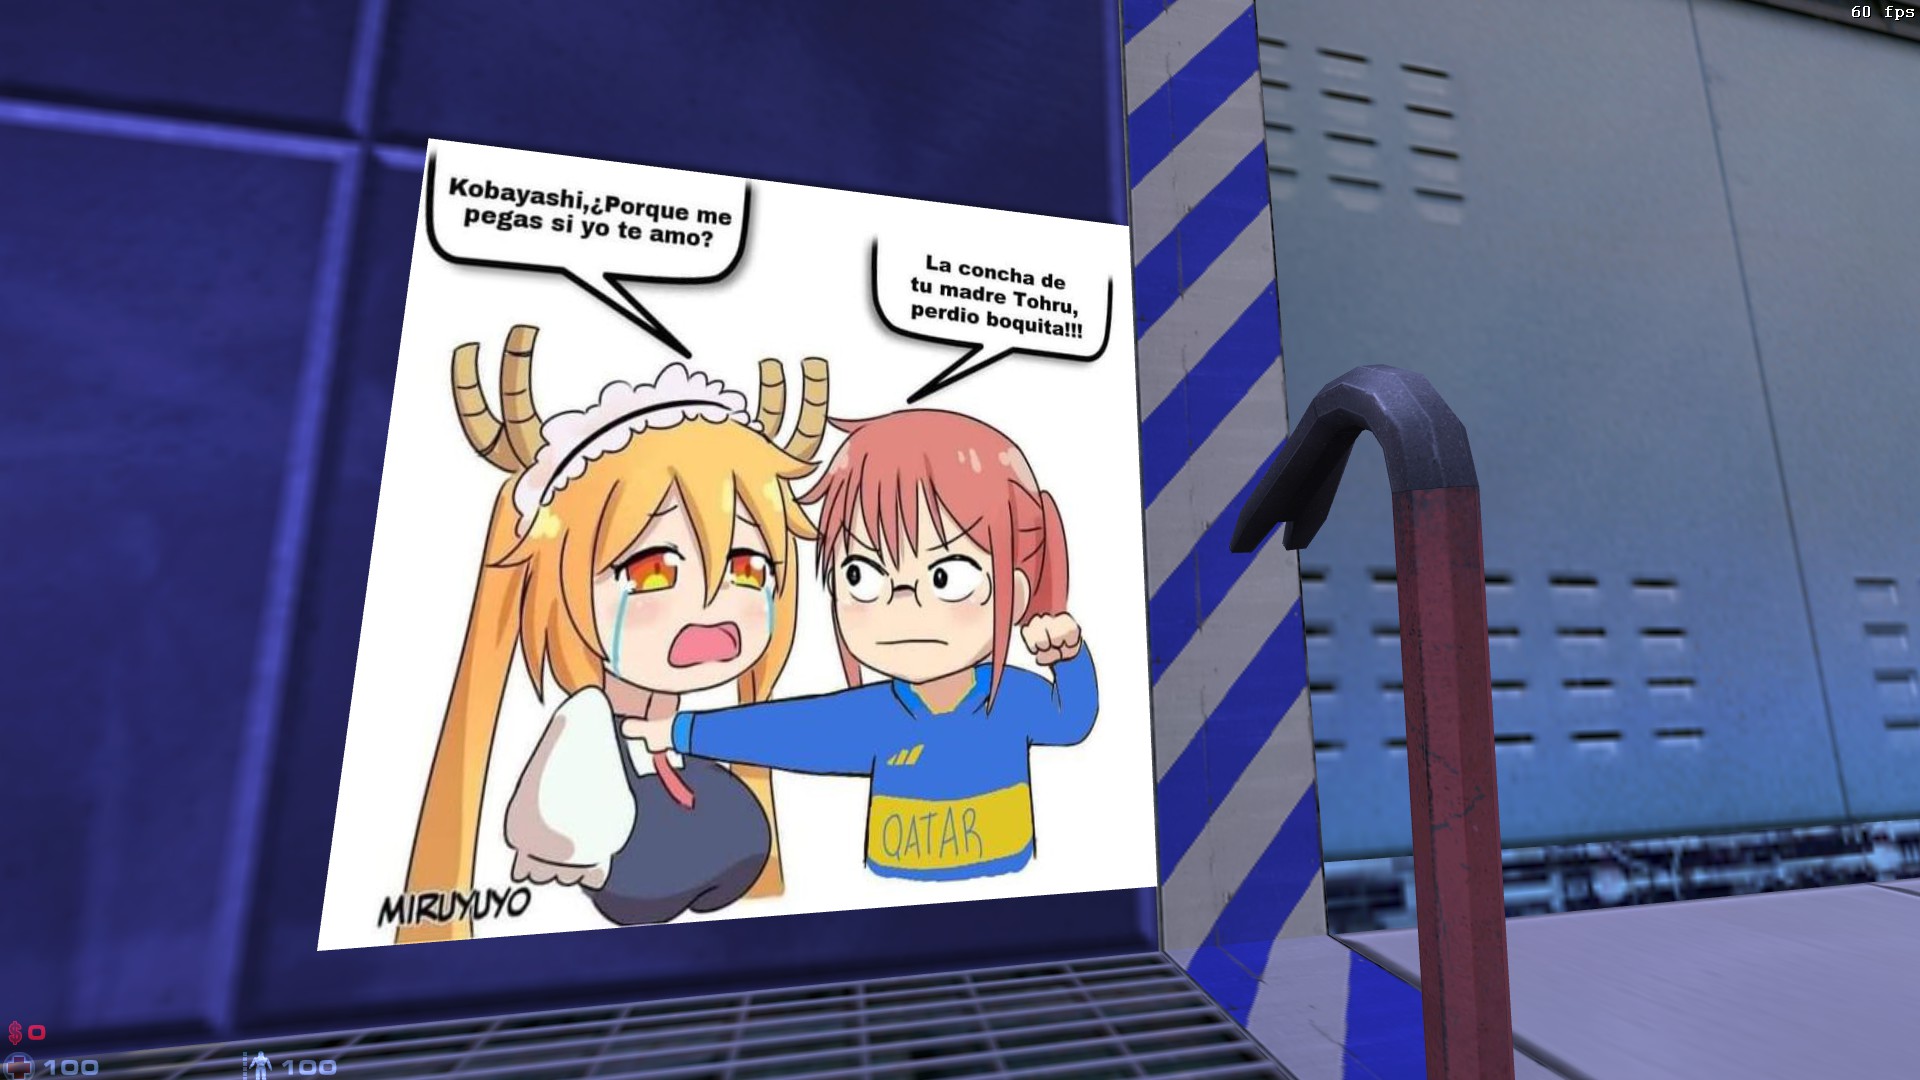 60 fps
Kobayashi,¿Porque me
pegas si yo te amo?
La concha de
tu madre Tohru,
perdio boquita!!!
QATAR
MIRUYUYO
$0
100
100